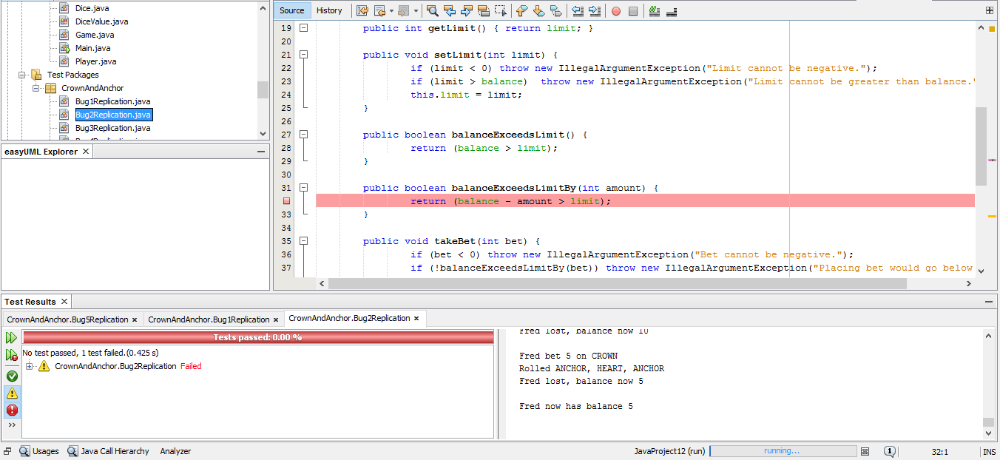 Dice.java
DiceValue.java
Game.java
Main.java
Player.java
Test Packages
CrownAndAnchor
Bug1Replication.java
Bug2Replication.java
Bug3Replication.java
easyUML Explorer
Source History
19 public int getLimit() { return limit; }
20
21 public void setLimit(int limit) {
22 if (limit < 0) throw new IllegalArgumentException("Limit cannot be negative.");
23 if (limit > balance)  throw new IllegalArgumentException("Limit cannot be greater than balance."
24 this.limit = limit;
25 }
26
27 public boolean balanceExceedsLimit() {
28 return (balance > limit);
29 }
30
31 public boolean balanceExceedsLimitBy(int amount) {
return (balance - amount > limit);
33 }
34
35 public void takeBet(int bet) {
36 if (bet < 0) throw new IllegalArgumentException("Bet cannot be negative.");
37 if (!balanceExceedsLimitBy(bet)) throw new IllegalArgumentException("Placing bet would go below
Test Results
CrownAndAnchor.Bug5Replication CrownAndAnchor.Bug1Replication CrownAndAnchor.Bug2Replication
Tests passed: 0.00 %
No test passed, 1 test failed.(0.425 s)
CrownAndAnchor.Bug2Replication Failed
Fred lost, balance now 10
Fred bet 5 on CROWN
Rolled ANCHOR, HEART, ANCHOR
Fred lost, balance now 5
Fred now has balance 5
Usages Java Call Hierarchy Analyzer JavaProject12 (run) running... 1 32:1 INS